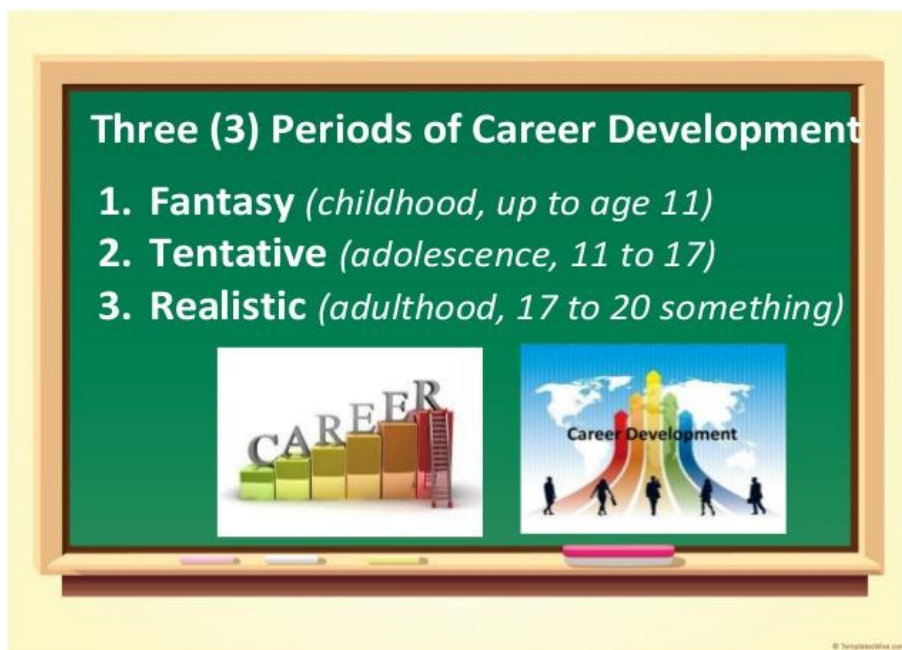 Three (3) Periods of Career Development
1. Fantasy (childhood, up to age 11)
2. Tentative (adolescence, 11 to 17)
3. Realistic (adulthood, 17 to 20 something)
CAREER
Career Development